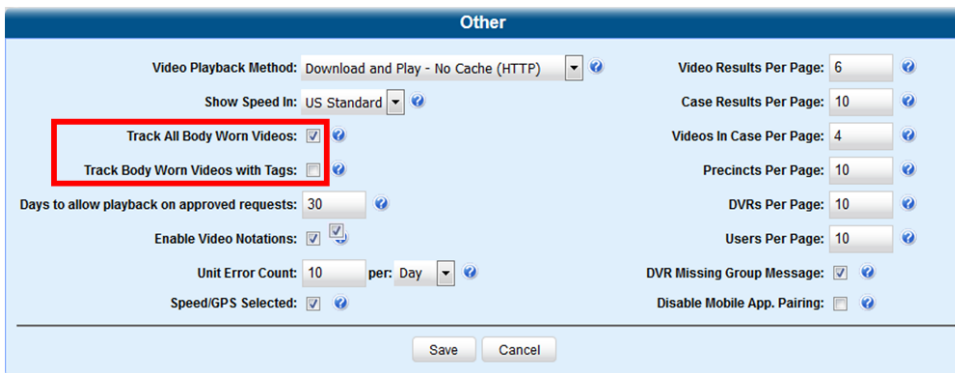 Other
Video Playback Method: Download and Play - No Cache (HTTP)
Video Results Per Page: 6
Show Speed In: US Standard
Case Results Per Page: 10
Track All Body Worn Videos:
Videos In Case Per Page: 4
Track Body Worn Videos with Tags:
Precincts Per Page: 10
Days to allow playback on approved requests: 30
DVRs Per Page: 10
Enable Video Notations:
Users Per Page: 10
Unit Error Count: 10 per: Day
DVR Missing Group Message:
Speed/GPS Selected:
Disable Mobile App. Pairing:
Save Cancel